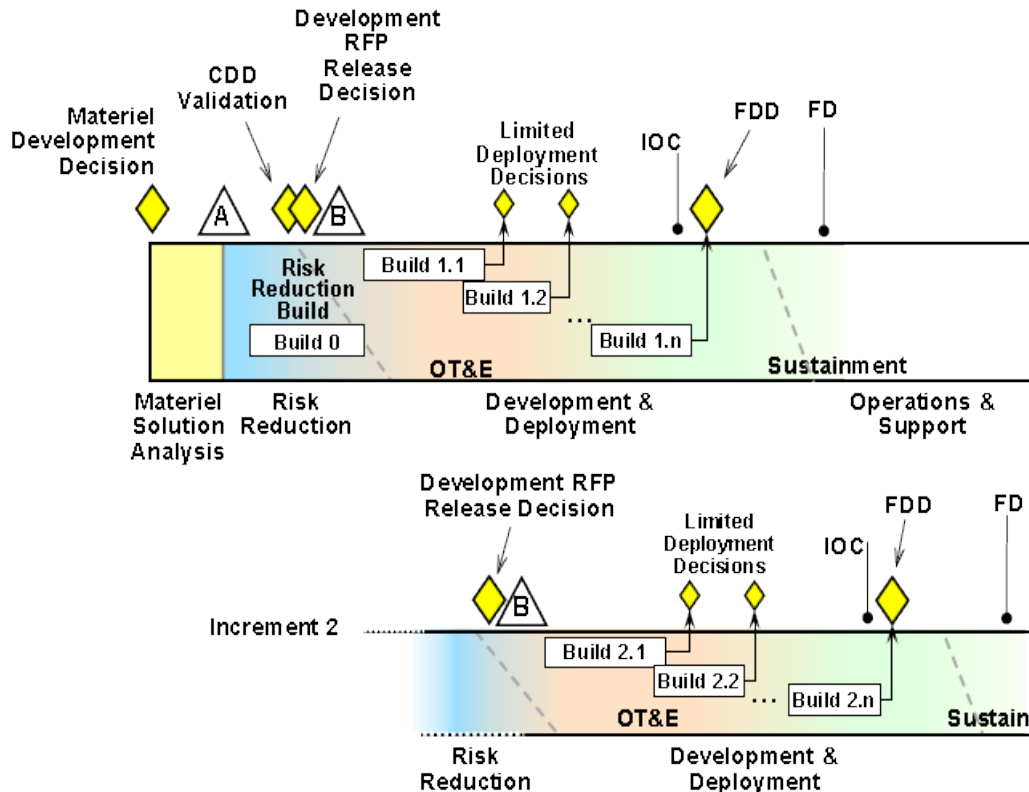 Development
RFP
Release
Decision
CDD
Validation
Materiel
Development
Decision
Limited
Deployment
Decisions
IOC
FDD
FD
A
B
Build 1.1
Risk
Reduction
Build
Build 1.2
...
Build 0
Build 1.n
OT&E
Sustainment
Materiel
Solution
Analysis
Risk
Reduction
Development &
Deployment
Operations &
Support
Development RFP
Release Decision
Limited
Deployment
Decisions
IOC
FDD
FD
B
Increment 2
Build 2.1
Build 2.2
...
Build 2.n
OT&E
Sustain
Risk
Reduction
Development &
Deployment